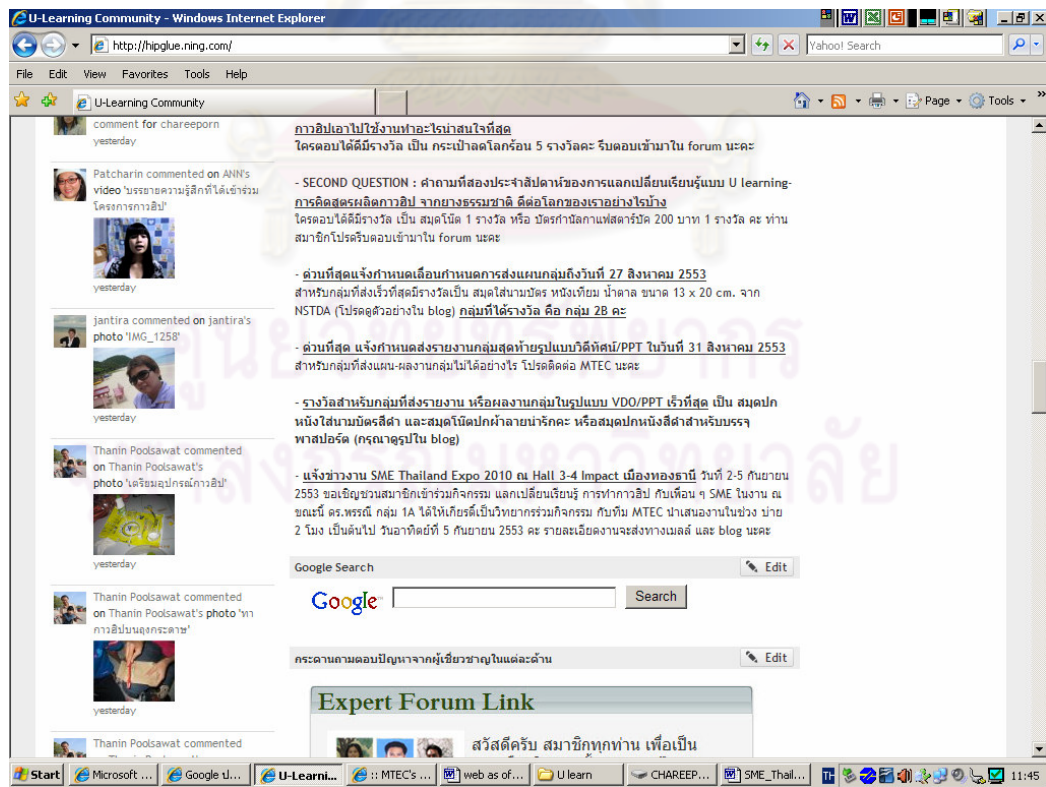 U-Learning Community - Windows Internet Explorer
http://hipglue.ning.com/
Yahoo! Search
File Edit View Favorites Tools Help
U-Learning Community
Page
Tools
comment for chareeporn
yesterday
Patcharin commented on ANN's
video 'บรรยายความรู้สึกที่ได้เข้าร่วม
โครงการกาวฮิป'
yesterday
jantira commented on jantira's
photo 'IMG_1258'
yesterday
Thanin Poolsawat commented
on Thanin Poolsawat's
photo 'เตรียมอุปกรณ์กาวฮิป'
yesterday
Thanin Poolsawat commented
on Thanin Poolsawat's photo 'ทา
กาวฮิปบนถุงกระดาษ'
yesterday
Thanin Poolsawat commented
กาวฮิปเอาไปใช้งานทำอะไรน่าสนใจที่สุด
ใครตอบได้ดีมีรางวัล เป็น กระเป๋าลดโลกร้อน 5 รางวัลคะ รีบตอบเข้ามาใน forum นะคะ
- SECOND QUESTION : คำถามที่สองประจำสัปดาห์ของการแลกเปลี่ยนเรียนรู้แบบ U learning-
การคิดสูตรผลิตกาวฮิป จากยางธรรมชาติ ดีต่อโลกของเราอย่างไรบ้าง
ใครตอบได้ดีมีรางวัล เป็น สมุดโน๊ต 1 รางวัล หรือ บัตรกำนัลกาแฟสตาร์บัค 200 บาท 1 รางวัล คะ ท่าน
สมาชิกโปรดรีบตอบเข้ามาใน forum นะคะ
- ด่วนที่สุดแจ้งกำหนดเลื่อนกำหนดการส่งแผนกลุ่มถึงวันที่ 27 สิงหาคม 2553
สำหรับกลุ่มที่ส่งเร็วที่สุดมีรางวัลเป็น สมุดใส่นามบัตร หนังเทียม น้ำตาล ขนาด 13 x 20 cm. จาก
NSTDA (โปรดดูตัวอย่างใน blog) กลุ่มที่ได้รางวัล คือ กลุ่ม 2B คะ
- ด่วนที่สุด แจ้งกำหนดส่งรายงานกลุ่มสุดท้ายรูปแบบวิดีทัศน์/PPT ในวันที่ 31 สิงหาคม 2553
สำหรับกลุ่มที่ส่งแผน-ผลงานกลุ่มไม่ได้อย่างไร โปรดติดต่อ MTEC นะคะ
- รางวัลสำหรับกลุ่มที่ส่งรายงาน หรือผลงานกลุ่มในรูปแบบ VDO/PPT เร็วที่สุด เป็น สมุดปก
หนังใส่นามบัตรสีดำ และสมุดโน๊ตปกผ้าลายน่ารักคะ หรือสมุดปกหนังสีดำสำหรับบรรจุ
พาสปอร์ต (กรุณาดูรูปใน blog)
- แจ้งข่าวงาน SME Thailand Expo 2010 ณ Hall 3-4 Impact เมืองทองธานี วันที่ 2-5 กันยายน
2553 ขอเชิญชวนสมาชิกเข้าร่วมกิจกรรม แลกเปลี่ยนเรียนรู้ การทำกาวฮิป กับเพื่อน ๆ SME ในงาน ณ
ขณะนี้ ดร.พรรณี กลุ่ม 1A ได้ให้เกียรติ์เป็นวิทยากรร่วมกิจกรรม กับทีม MTEC นำเสนองานในช่วง บ่าย
2 โมง เป็นต้นไป วันอาทิตย์ที่ 5 กันยายน 2553 คะ รายละเอียดงานจะส่งทางเมลล์ และ blog นะคะ
Google Search
Edit
Google
Search
กระดานถามตอบปัญหาจากผู้เชี่ยวชาญในแต่ละด้าน
Edit
Expert Forum Link
สวัสดีครับ สมาชิกทุกท่าน เพื่อเป็น
Start
Microsoft ...
Google ป...
U-Learni...
:: MTEC's ...
web as of...
U learn
CHAREEP...
SME_Thail...
TH
11:45
ศูนย์วิทยทรัพยากร
จุฬาลงกรณ์มหาวิทยาลัย